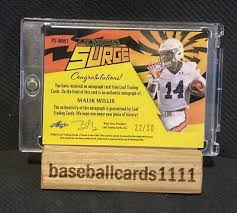 SURGE
Congratulations!
You have received an autograph card from Leaf Trading
Cards. On the front of this card is an authentic autograph of:
MALIK WILLIS
The authenticity of this autograph is guaranteed by Leaf
Trading Cards. We hope you enjoy your piece of history!
22/30
14
baseballcards1111